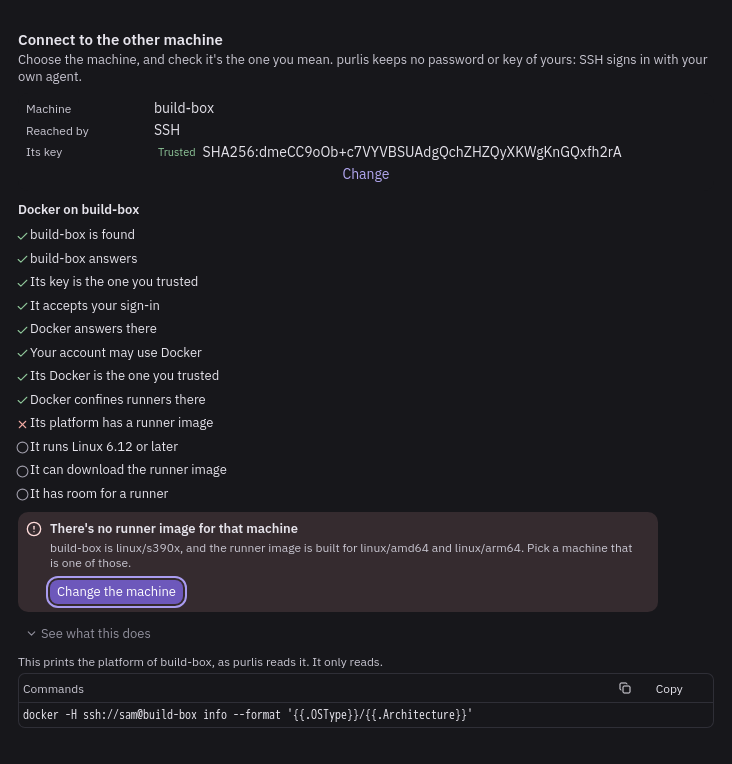 Connect to the other machine
Choose the machine, and check it's the one you mean. purlis keeps no password or key of yours: SSH signs in with your
own agent.
Machine build-box
Reached by SSH
Its key Trusted SHA256:dmeCC9oOb+c7VYVBSUAdgQchZHZQyXKWgKnGQxfh2rA
Change
Docker on build-box
build-box is found
build-box answers
Its key is the one you trusted
It accepts your sign-in
Docker answers there
Your account may use Docker
Its Docker is the one you trusted
Docker confines runners there
Its platform has a runner image
It runs Linux 6.12 or later
It can download the runner image
It has room for a runner
There's no runner image for that machine
build-box is linux/s390x, and the runner image is built for linux/amd64 and linux/arm64. Pick a machine that
is one of those.
Change the machine
See what this does
This prints the platform of build-box, as purlis reads it. It only reads.
Commands Copy
docker -H ssh://sam@build-box info --format '{{.OSType}}/{{.Architecture}}'